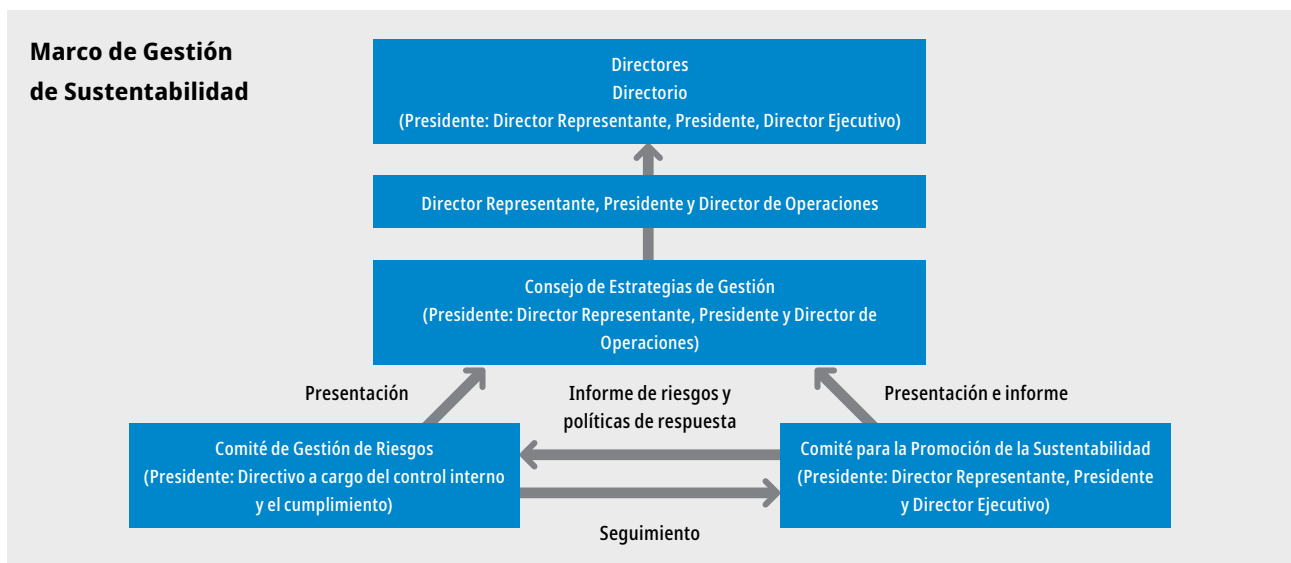 Marco de Gestión
de Sustentabilidad
Directores
Directorio
(Presidente: Director Representante, Presidente, Director Ejecutivo)
Director Representante, Presidente y Director de Operaciones
Consejo de Estrategias de Gestión
(Presidente: Director Representante, Presidente y Director de
Operaciones)
Presentación
Informe de riesgos y
políticas de respuesta
Presentación e informe
Comité de Gestión de Riesgos
(Presidente: Directivo a cargo del control interno
y el cumplimiento)
Comité para la Promoción de la Sustentabilidad
(Presidente: Director Representante, Presidente
y Director Ejecutivo)
Seguimiento